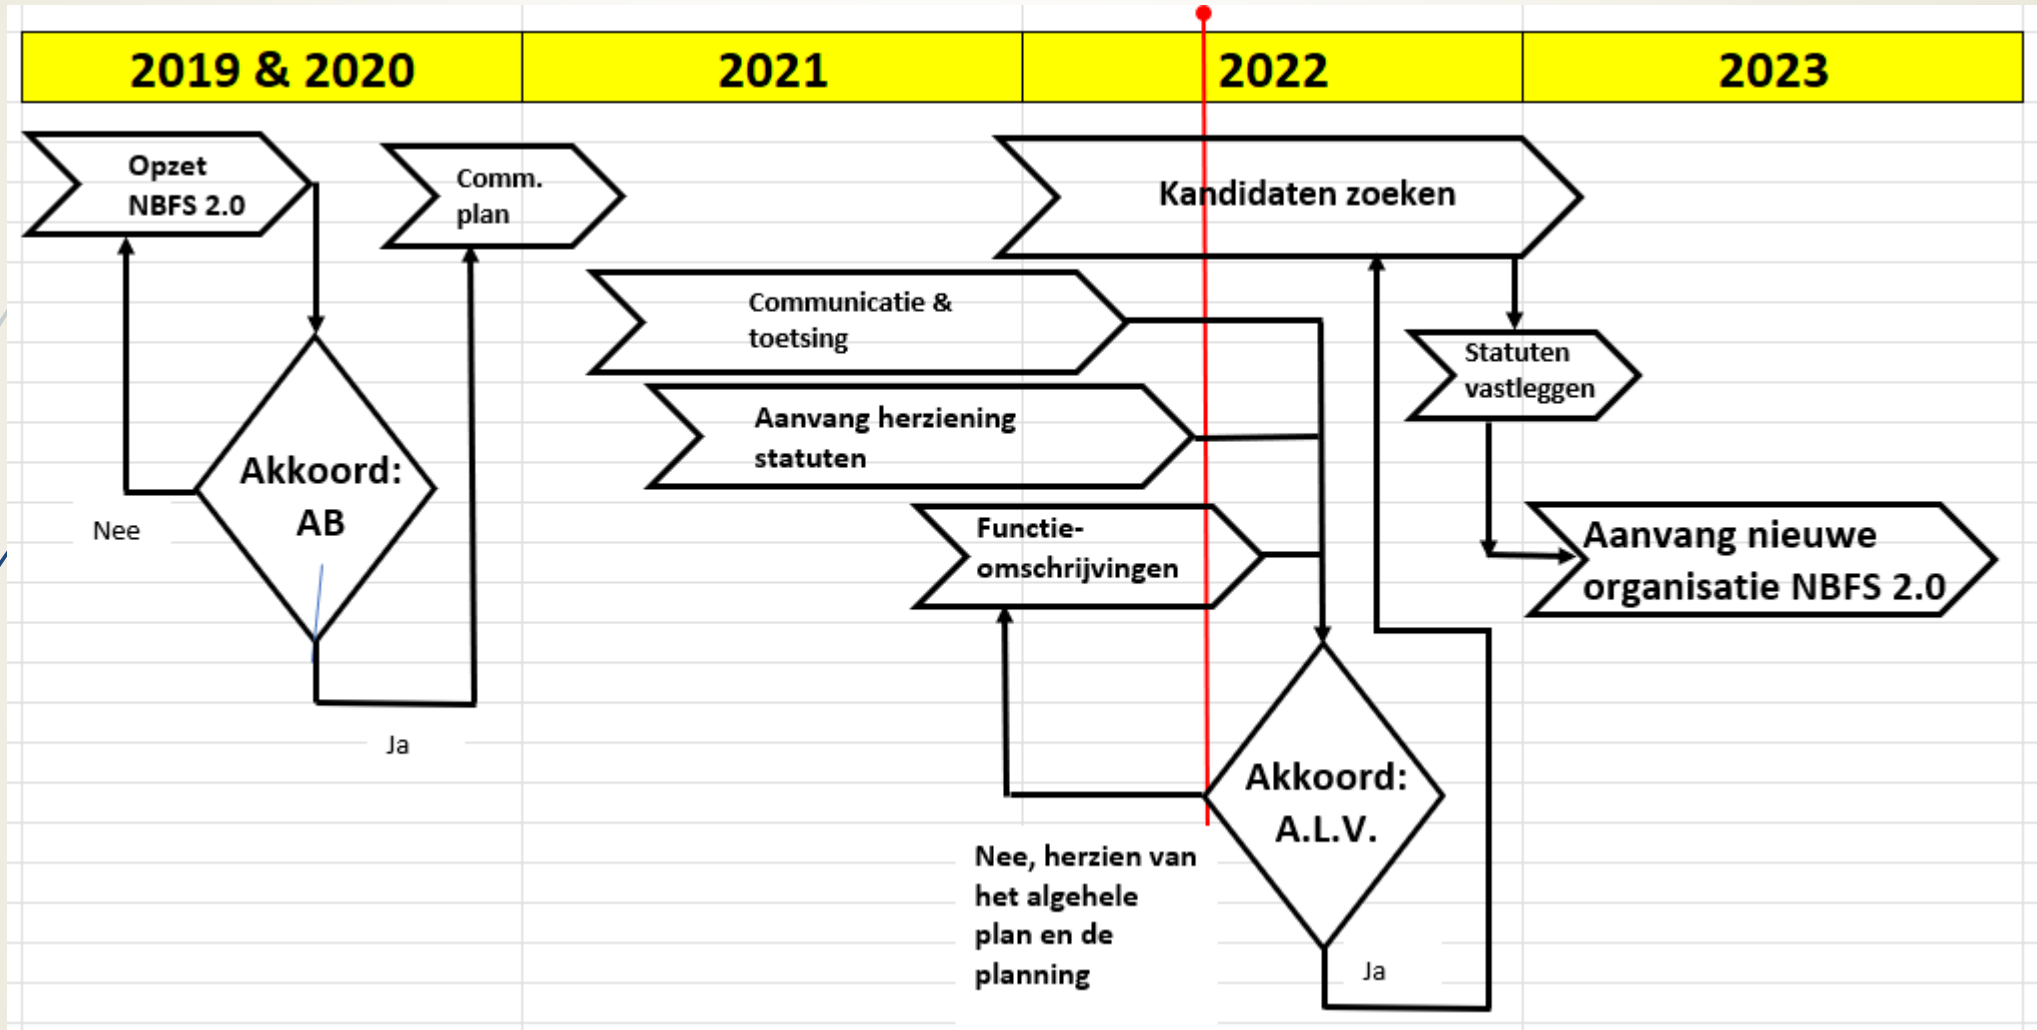 2019 & 2020
2021
2022
2023
Opzet
NBFS 2.0
Comm.
plan
Kandidaten zoeken
Communicatie &
toetsing
Statuten
vastleggen
Aanvang herziening
statuten
Akkoord:
AB
Nee
Functie-
omschrijvingen
Aanvang nieuwe
organisatie NBFS 2.0
Ja
Akkoord:
A.L.V.
Nee, herzien van
het algehele
plan en de
planning
Ja